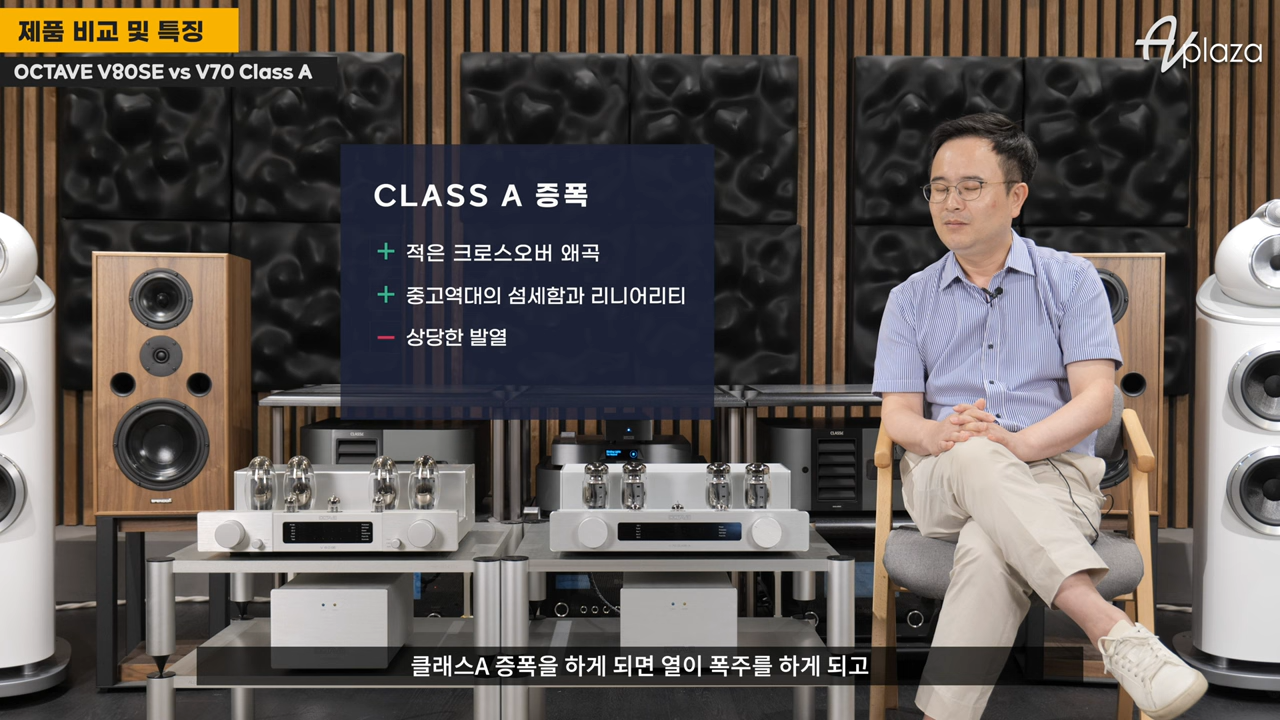 제품 비교 및 특징
OCTAVE V80SE vs V70 Class A
AVplaza
CLASS A 증폭
+ 적은 크로스오버 왜곡
+ 중고역대의 섬세함과 리니어리티
− 상당한 발열
클래스A 증폭을 하게 되면 열이 폭주를 하게 되고